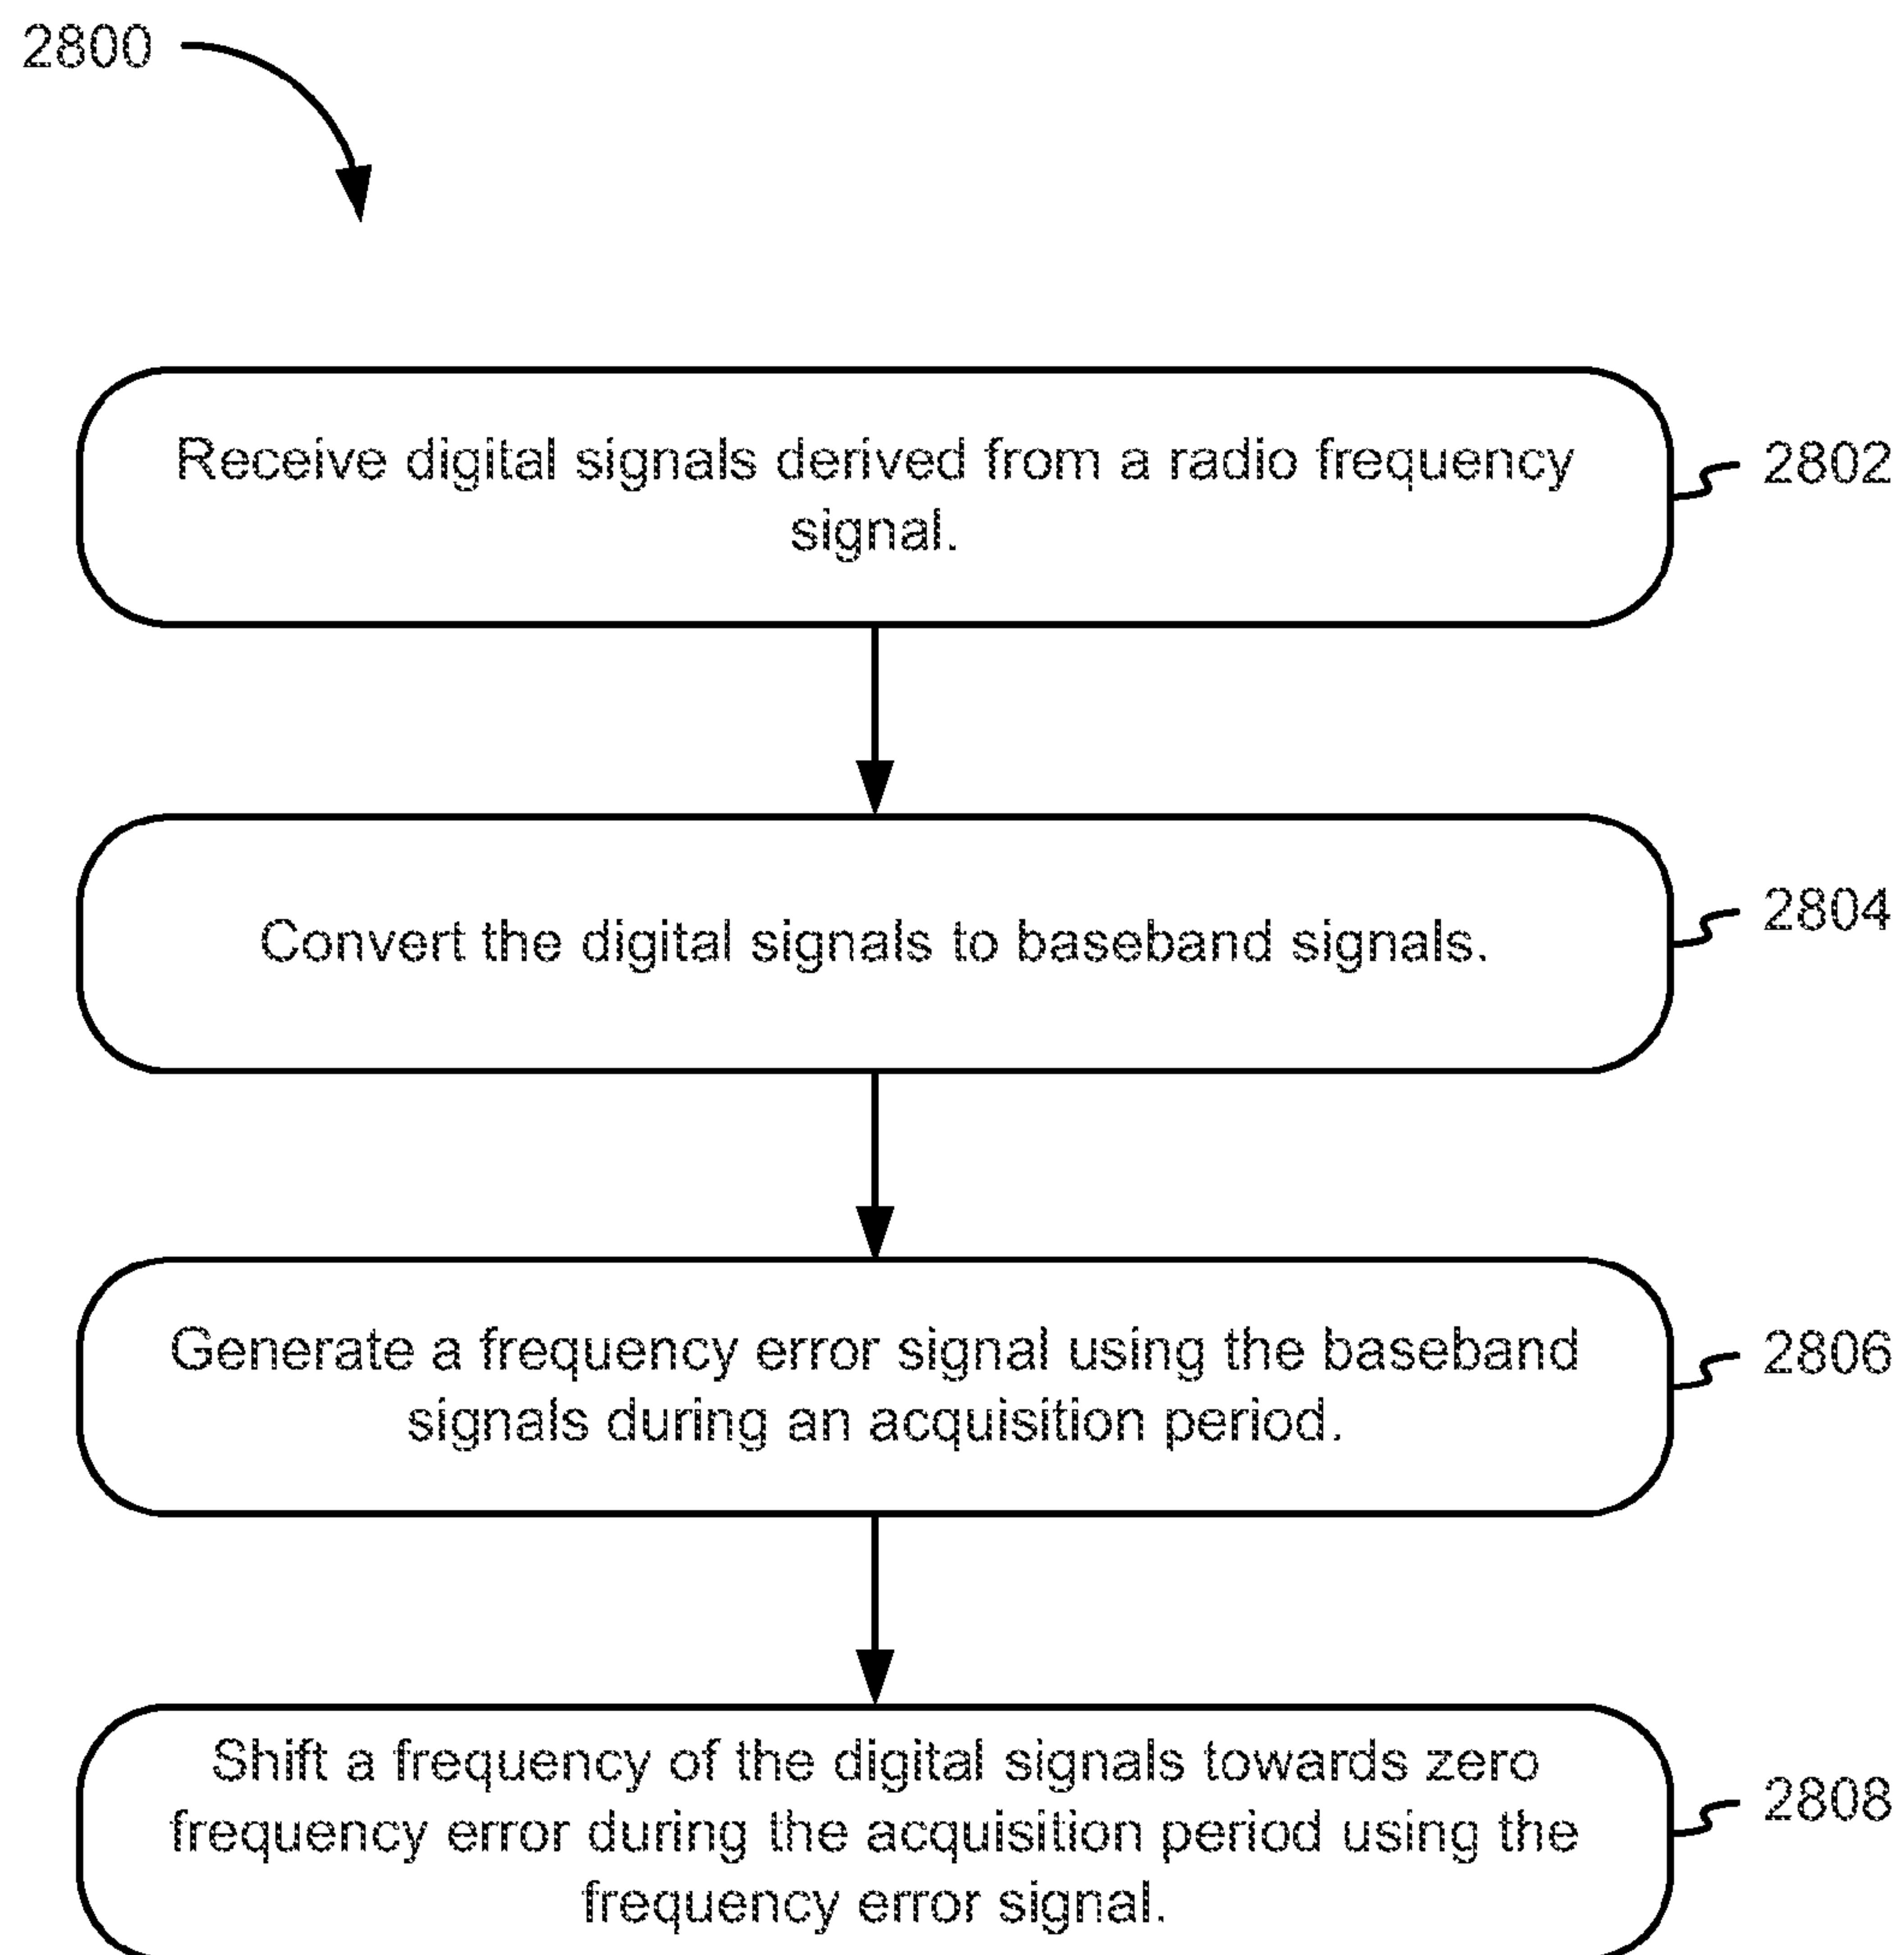 2800
Receive digital signals derived from a radio frequency
signal.
2802
Convert the digital signals to baseband signals.
2804
Generate a frequency error signal using the baseband
signals during an acquisition period.
2806
Shift a frequency of the digital signals towards zero
frequency error during the acquisition period using the
frequency error signal.
2808